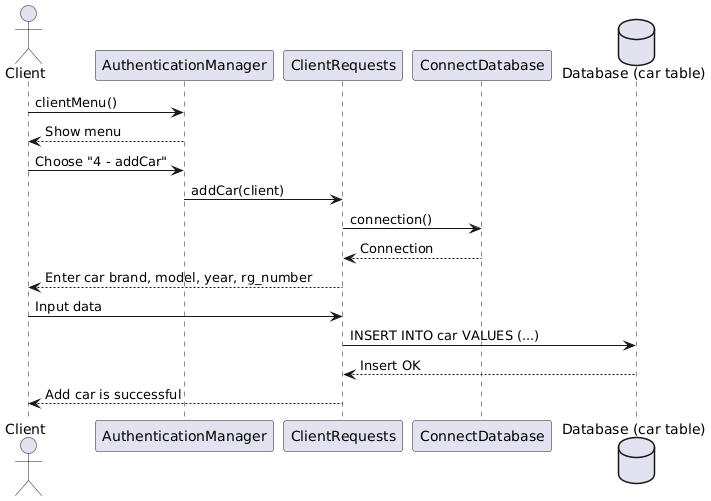 Client
AuthenticationManager
ClientRequests
ConnectDatabase
Database (car table)
clientMenu()
Show menu
Choose "4 - addCar"
addCar(client)
connection()
Connection
Enter car brand, model, year, rg_number
Input data
INSERT INTO car VALUES (...)
Insert OK
Add car is successful
Client
AuthenticationManager
ClientRequests
ConnectDatabase
Database (car table)